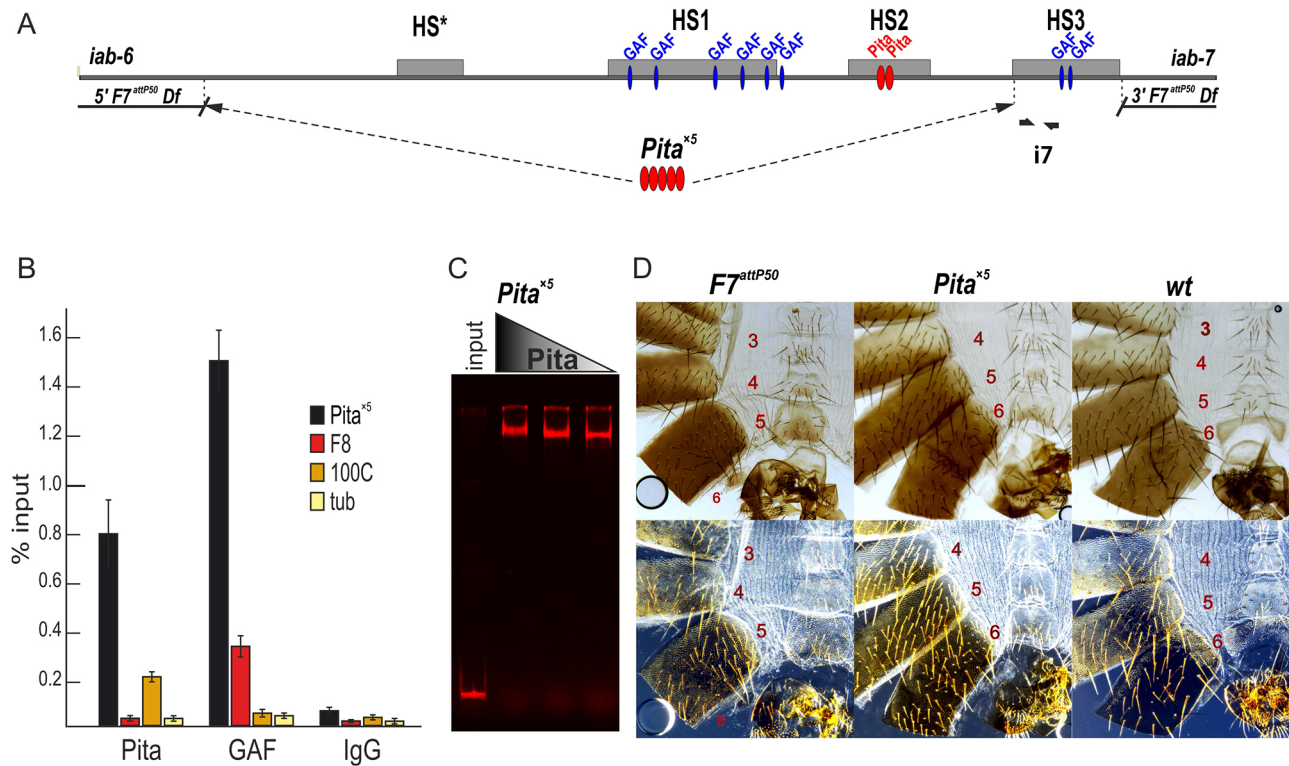 A
HS*
HS1
HS2
HS3
GAF GAF GAF GAF GAF GAF
Pita Pita
GAF GAF
iab-6
iab-7
5' F7attP50 Df
3' F7attP50 Df
Pita×5
i7
B
% input
1.6
1.4
1.2
1.0
0.8
0.6
0.4
0.2
Pita×5
F8
100C
tub
Pita
GAF
IgG
C
Pita×5
input
Pita
D
F7attP50
Pita×5
wt
3
4
5
6
4
5
6
3
4
5
6
3
4
5
6
4
5
6
4
5
6